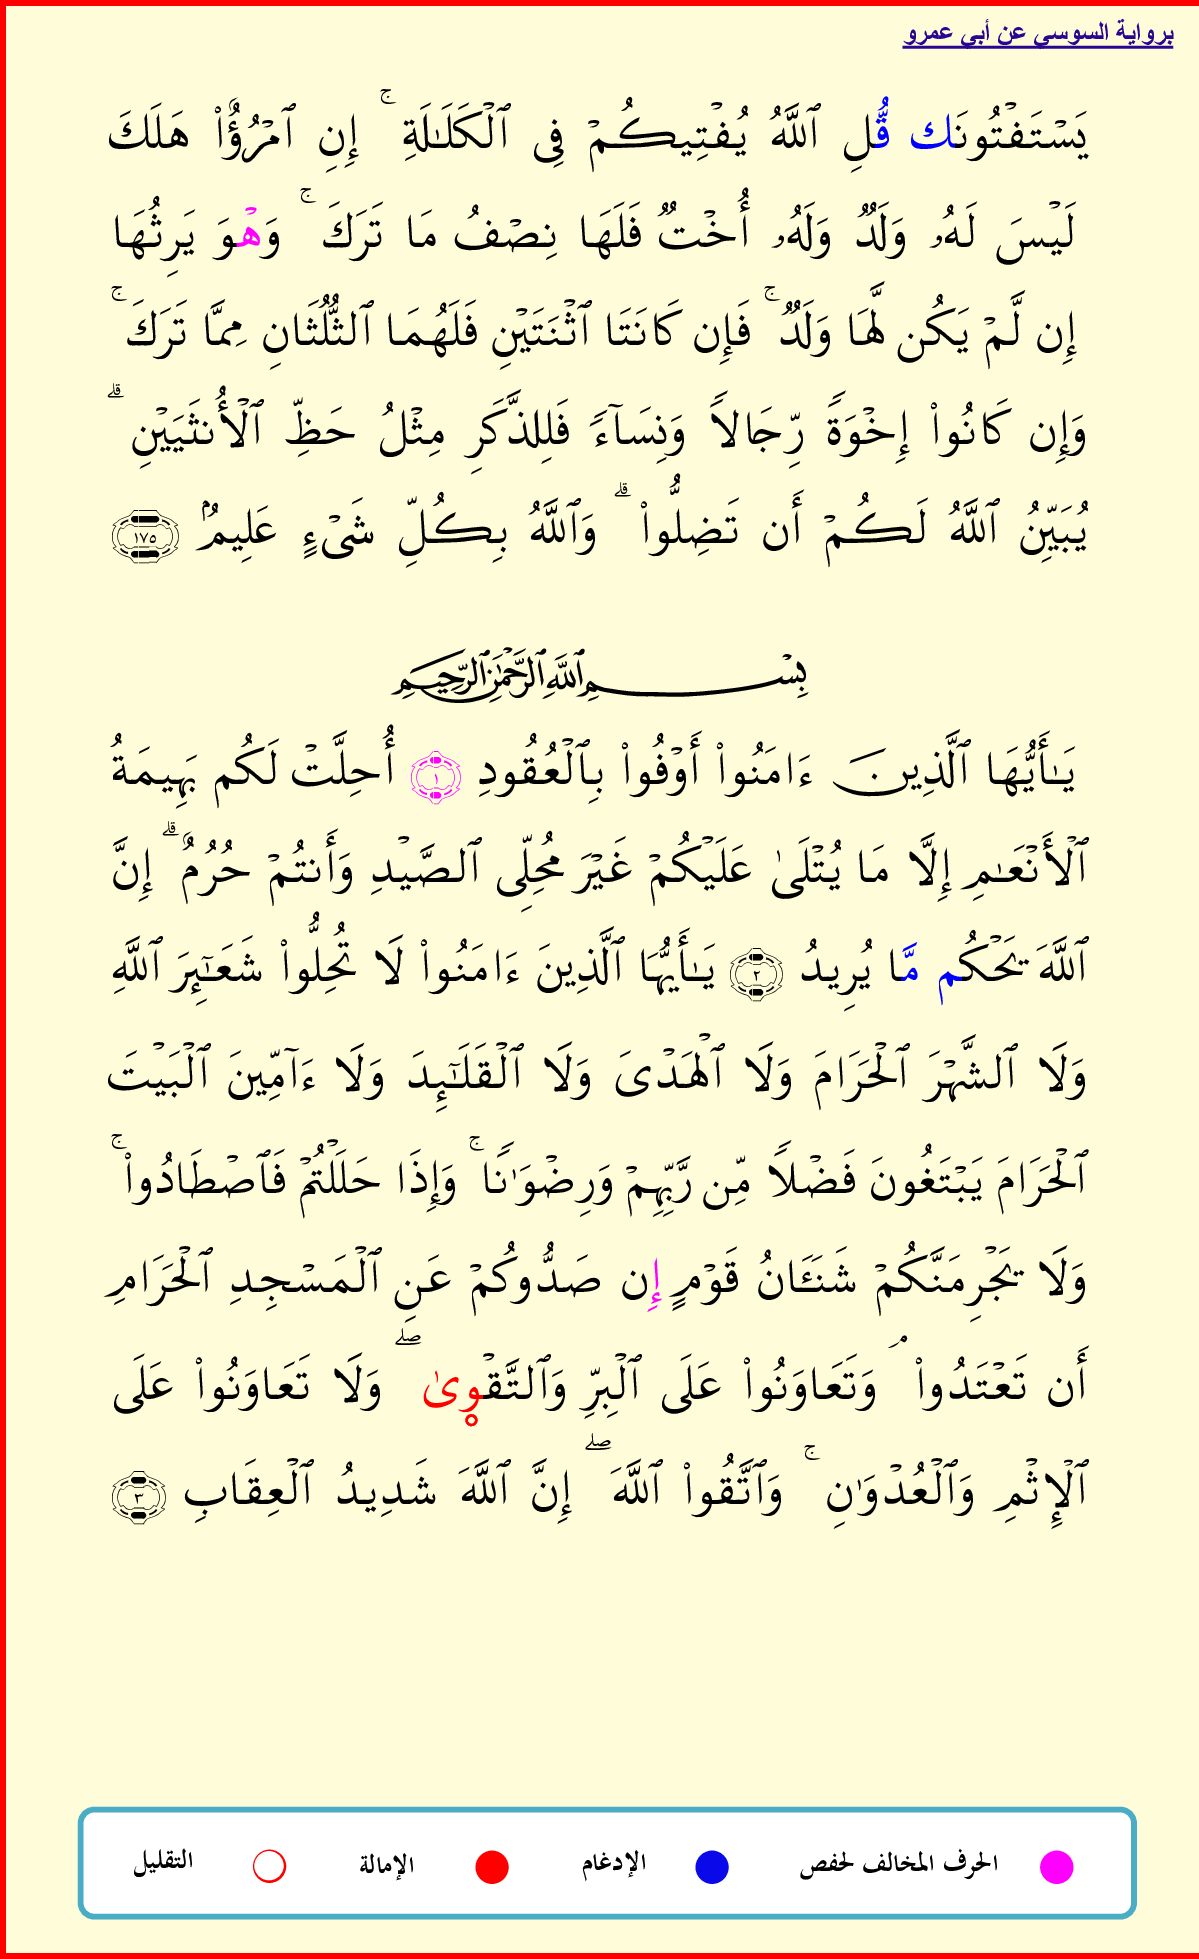 برواية السوسي عن أبي عمرو
يَسْتَفْتُونَك قُّلِ ٱللَّهُ يُفْتِيكُمْ فِى ٱلْكَلَـٰلَةِ ۚ إِنِ ٱمْرُؤٌا۟ هَلَكَ
لَيْسَ لَهُۥ وَلَدٌ وَلَهُۥ أُخْتٌ فَلَهَا نِصْفُ مَا تَرَكَ ۚ وَهْوَ يَرِثُهَا
إِن لَّمْ يَكُن لَّهَا وَلَدٌ ۚ فَإِن كَانَتَا ٱثْنَتَيْنِ فَلَهُمَا ٱلثُّلُثَانِ مِمَّا تَرَكَ ۚ
وَإِن كَانُوا۟ إِخْوَةً رِّجَالاً وَنِسَآءً فَلِلذَّكَرِ مِثْلُ حَظِّ ٱلْأُنثَيَيْنِ ۗ
يُبَيِّنُ ٱللَّهُ لَكُمْ أَن تَضِلُّوا۟ ۗ وَٱللَّهُ بِكُلِّ شَىْءٍ عَلِيمٌۢ ١٧٥
بِسْمِ ٱللَّهِ ٱلرَّحْمَـٰنِ ٱلرَّحِيمِ
يَـٰأَيُّهَا ٱلَّذِينَ ءَامَنُوا۟ أَوْفُوا۟ بِٱلْعُقُودِ ١ أُحِلَّتْ لَكُم بَهِيمَةُ
ٱلْأَنْعَـٰمِ إِلَّا مَا يُتْلَىٰ عَلَيْكُمْ غَيْرَ مُحِلِّى ٱلصَّيْدِ وَأَنتُمْ حُرُمٌ ۗ إِنَّ
ٱللَّهَ يَحْكُم مَّا يُرِيدُ ٢ يَـٰأَيُّهَا ٱلَّذِينَ ءَامَنُوا۟ لَا تُحِلُّوا۟ شَعَـٰٓئِرَ ٱللَّهِ
وَلَا ٱلشَّهْرَ ٱلْحَرَامَ وَلَا ٱلْهَدْىَ وَلَا ٱلْقَلَـٰٓئِدَ وَلَا ءَآمِّينَ ٱلْبَيْتَ
ٱلْحَرَامَ يَبْتَغُونَ فَضْلاً مِّن رَّبِّهِمْ وَرِضْوَٰنًا ۚ وَإِذَا حَلَلْتُمْ فَٱصْطَادُوا۟ ۚ
وَلَا يَجْرِمَنَّكُمْ شَنَـَٔانُ قَوْمٍ إِن صَدُّوكُمْ عَنِ ٱلْمَسْجِدِ ٱلْحَرَامِ
أَن تَعْتَدُوا۟ ۘ وَتَعَاوَنُوا۟ عَلَى ٱلْبِرِّ وَٱلتَّقْوِىٰ ۖ وَلَا تَعَاوَنُوا۟ عَلَى
ٱلْإِثْمِ وَٱلْعُدْوَٰنِ ۚ وَٱتَّقُوا۟ ٱللَّهَ ۖ إِنَّ ٱللَّهَ شَدِيدُ ٱلْعِقَابِ ٣
الحرف المخالف لحفص الإدغام الإمالة التقليل